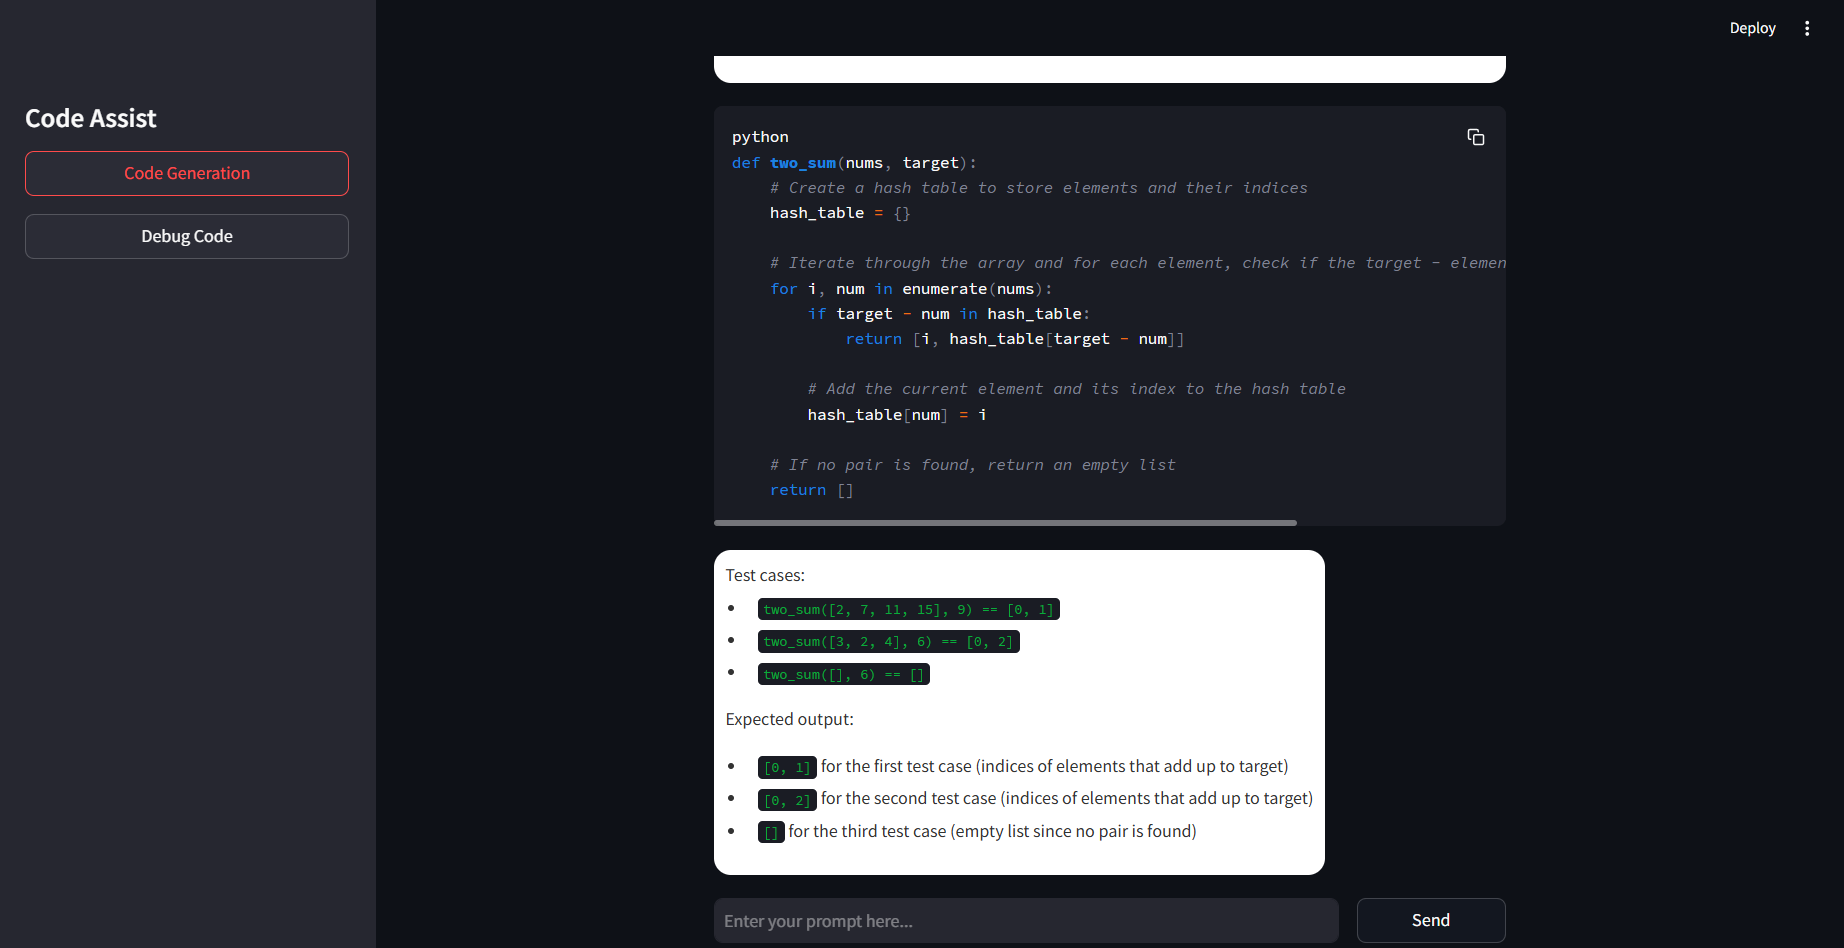 Deploy
Code Assist
Code Generation
Debug Code
python
def two_sum(nums, target):
    # Create a hash table to store elements and their indices
    hash_table = {}
    # Iterate through the array and for each element, check if the target - elemen
    for i, num in enumerate(nums):
        if target - num in hash_table:
            return [i, hash_table[target - num]]
        # Add the current element and its index to the hash table
        hash_table[num] = i
    # If no pair is found, return an empty list
    return []
Test cases:
• two_sum([2, 7, 11, 15], 9) == [0, 1]
• two_sum([3, 2, 4], 6) == [0, 2]
• two_sum([], 6) == []
Expected output:
• [0, 1] for the first test case (indices of elements that add up to target)
• [0, 2] for the second test case (indices of elements that add up to target)
• [] for the third test case (empty list since no pair is found)
Enter your prompt here...
Send